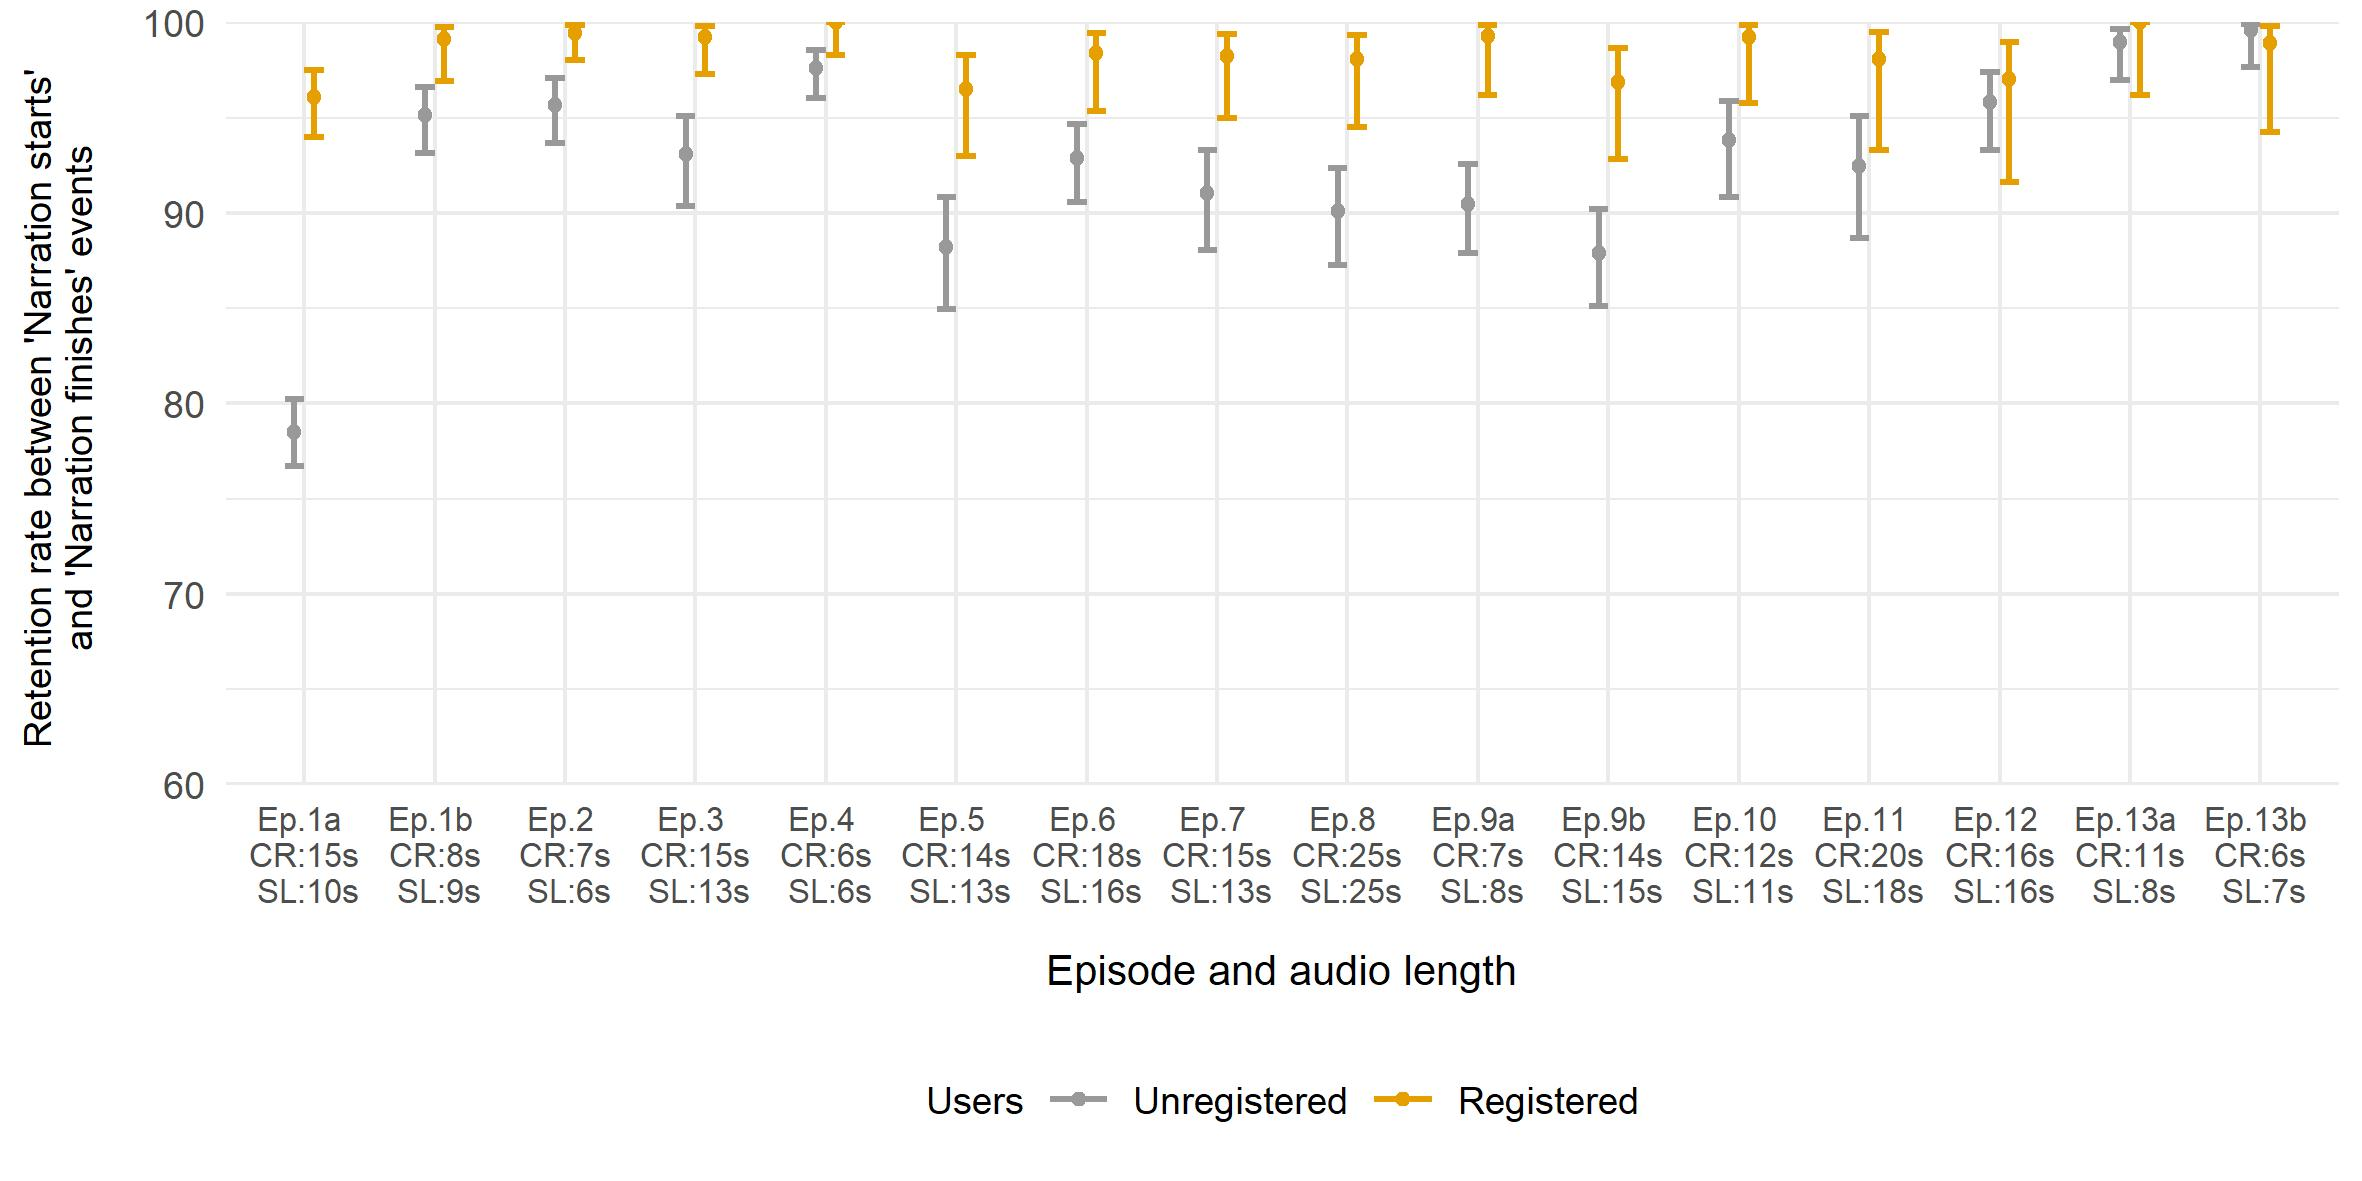 Retention rate between 'Narration starts'
and 'Narration finishes' events
100
90
80
70
60
Ep.1a Ep.1b Ep.2 Ep.3 Ep.4 Ep.5 Ep.6 Ep.7 Ep.8 Ep.9a Ep.9b Ep.10 Ep.11 Ep.12 Ep.13a Ep.13b
CR:15s CR:8s CR:7s CR:15s CR:6s CR:14s CR:18s CR:15s CR:25s CR:7s CR:14s CR:12s CR:20s CR:16s CR:11s CR:6s
SL:10s SL:9s SL:6s SL:13s SL:6s SL:13s SL:16s SL:13s SL:25s SL:8s SL:15s SL:11s SL:18s SL:16s SL:8s SL:7s
Episode and audio length
Users Unregistered Registered